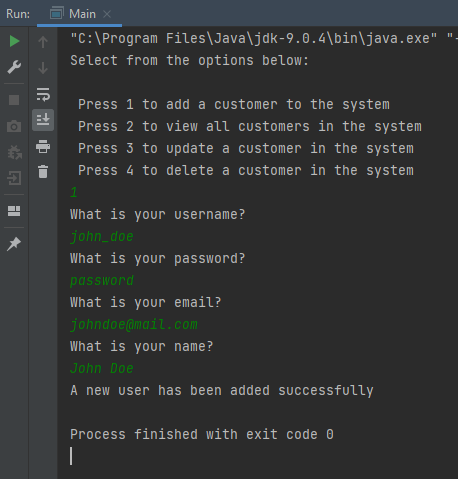 Run: Main ×
"C:\Program Files\Java\jdk-9.0.4\bin\java.exe" "-
Select from the options below:
Press 1 to add a customer to the system
Press 2 to view all customers in the system
Press 3 to update a customer in the system
Press 4 to delete a customer in the system
1
What is your username?
john_doe
What is your password?
password
What is your email?
johndoe@mail.com
What is your name?
John Doe
A new user has been added successfully
Process finished with exit code 0